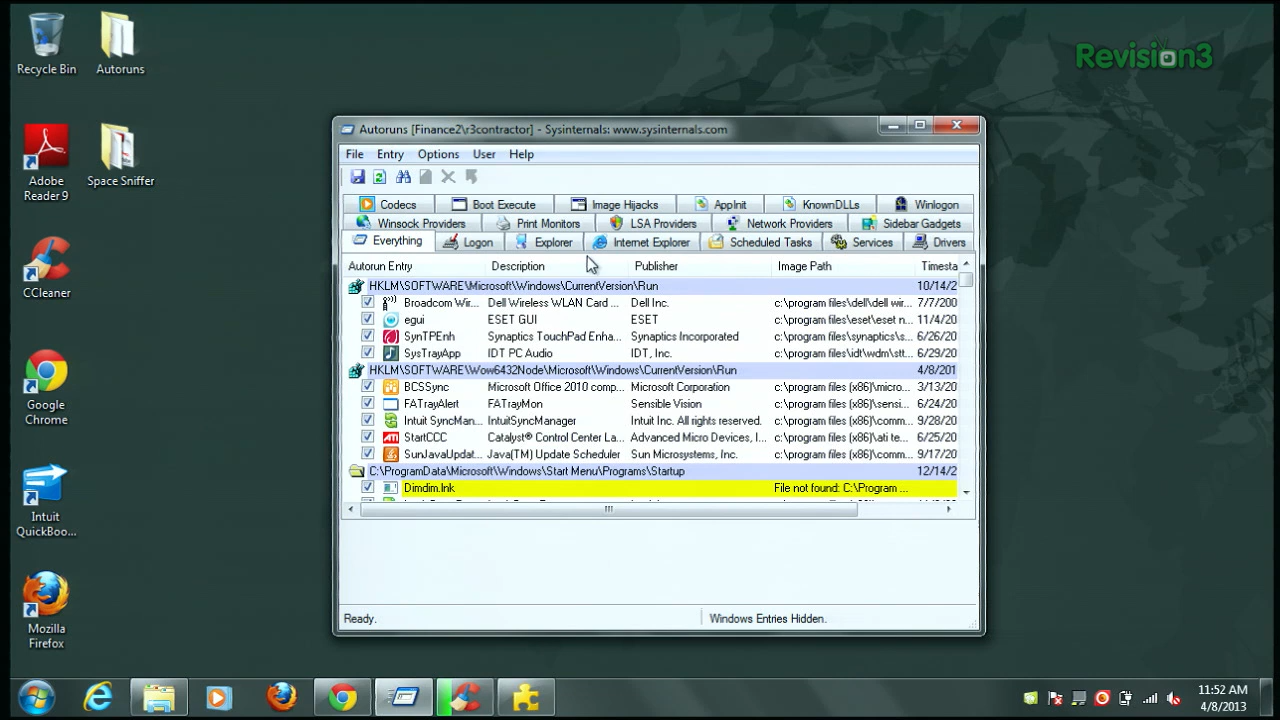 Recycle Bin
Autoruns
Revision3
Adobe
Reader 9
Space Sniffer
CCleaner
Google
Chrome
Intuit
QuickBoo...
Mozilla
Firefox
Autoruns [Finance2\r3contractor] - Sysinternals: www.sysinternals.com
File Entry Options User Help
Codecs Boot Execute Image Hijacks AppInit KnownDLLs Winlogon
Winsock Providers Print Monitors LSA Providers Network Providers Sidebar Gadgets
Everything Logon Explorer Internet Explorer Scheduled Tasks Services Drivers
Autorun Entry Description Publisher Image Path Timesta
HKLM\SOFTWARE\Microsoft\Windows\CurrentVersion\Run 10/14/2
Broadcom Wir... Dell Wireless WLAN Card ... Dell Inc. c:\program files\dell\dell wir... 7/7/200
egui ESET GUI ESET c:\program files\eset\eset n... 11/4/20
SynTPEnh Synaptics TouchPad Enha... Synaptics Incorporated c:\program files\synaptics\s... 6/26/20
SysTrayApp IDT PC Audio IDT, Inc. c:\program files\idt\wdm\stt... 6/29/20
HKLM\SOFTWARE\Wow6432Node\Microsoft\Windows\CurrentVersion\Run 4/8/201
BCSSync Microsoft Office 2010 comp... Microsoft Corporation c:\program files (x86)\micro... 3/13/20
FATrayAlert FATrayMon Sensible Vision c:\program files (x86)\sensi... 6/24/20
Intuit SyncMan... IntuitSyncManager Intuit Inc. All rights reserved. c:\program files (x86)\comm... 9/28/20
StartCCC Catalyst® Control Center La... Advanced Micro Devices, I... c:\program files (x86)\ati te... 6/25/20
SunJavaUpdat... Java(TM) Update Scheduler Sun Microsystems, Inc. c:\program files (x86)\comm... 9/17/20
C:\ProgramData\Microsoft\Windows\Start Menu\Programs\Startup 12/14/2
Dimdim.lnk File not found: C:\Program ...
Ready. Windows Entries Hidden.
11:52 AM
4/8/2013